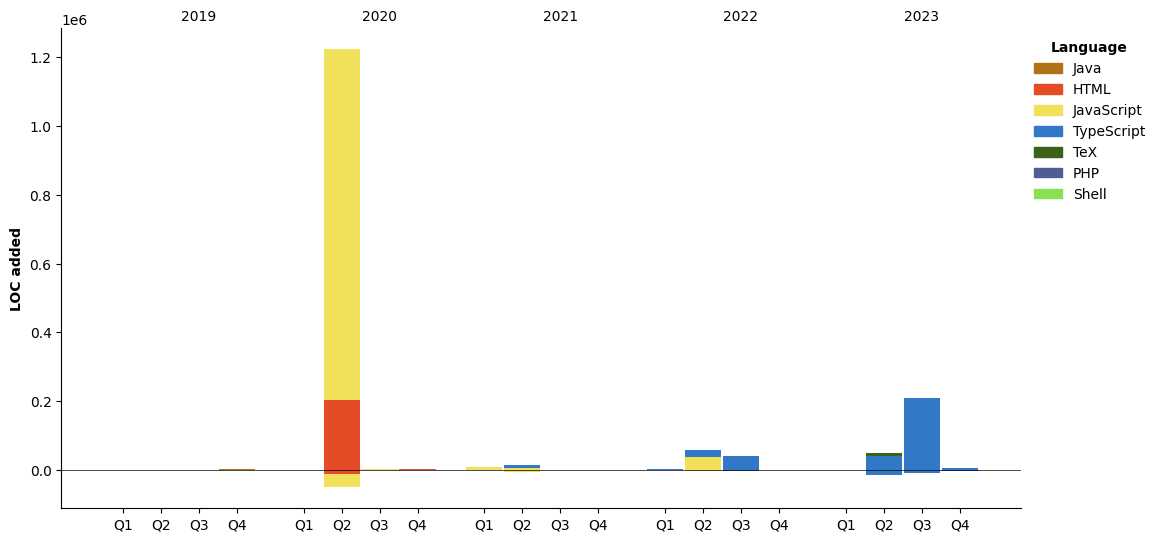 2019 2020 2021 2022 2023
1e6
Language
Java
HTML
JavaScript
TypeScript
TeX
PHP
Shell
LOC added
1.2
1.0
0.8
0.6
0.4
0.2
0.0
Q1 Q2 Q3 Q4 Q1 Q2 Q3 Q4 Q1 Q2 Q3 Q4 Q1 Q2 Q3 Q4 Q1 Q2 Q3 Q4